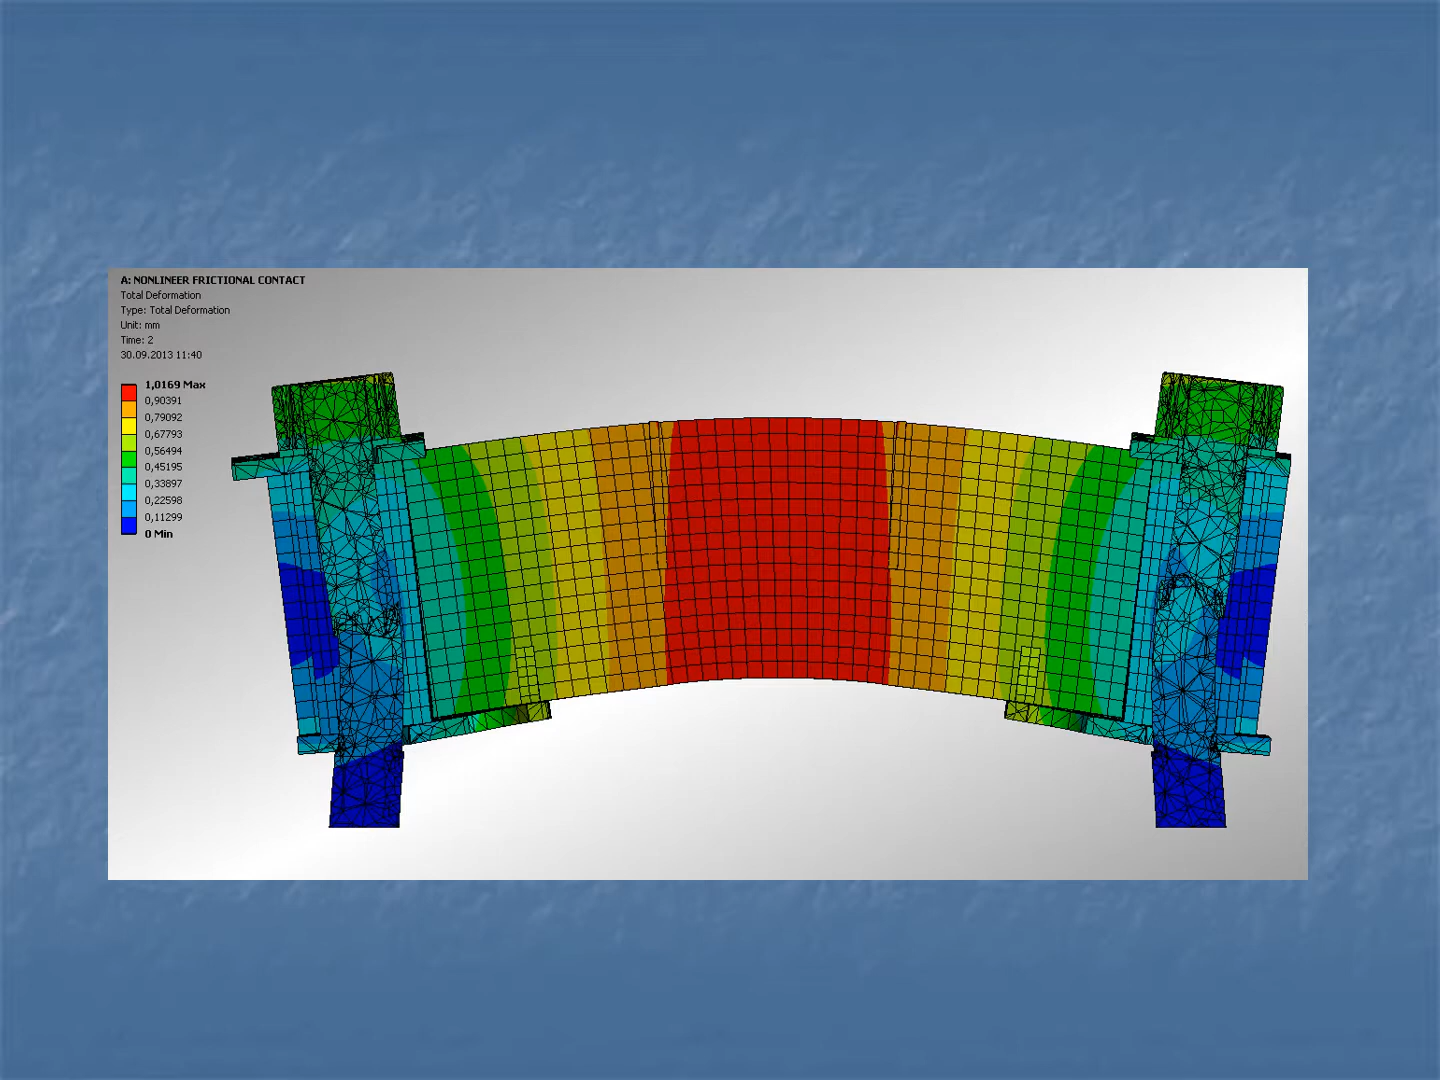 A: NONLINEER FRICTIONAL CONTACT
Total Deformation
Type: Total Deformation
Unit: mm
Time: 2
30.09.2013 11:40
1,0169 Max
0,90391
0,79092
0,67793
0,56494
0,45195
0,33897
0,22598
0,11299
0 Min